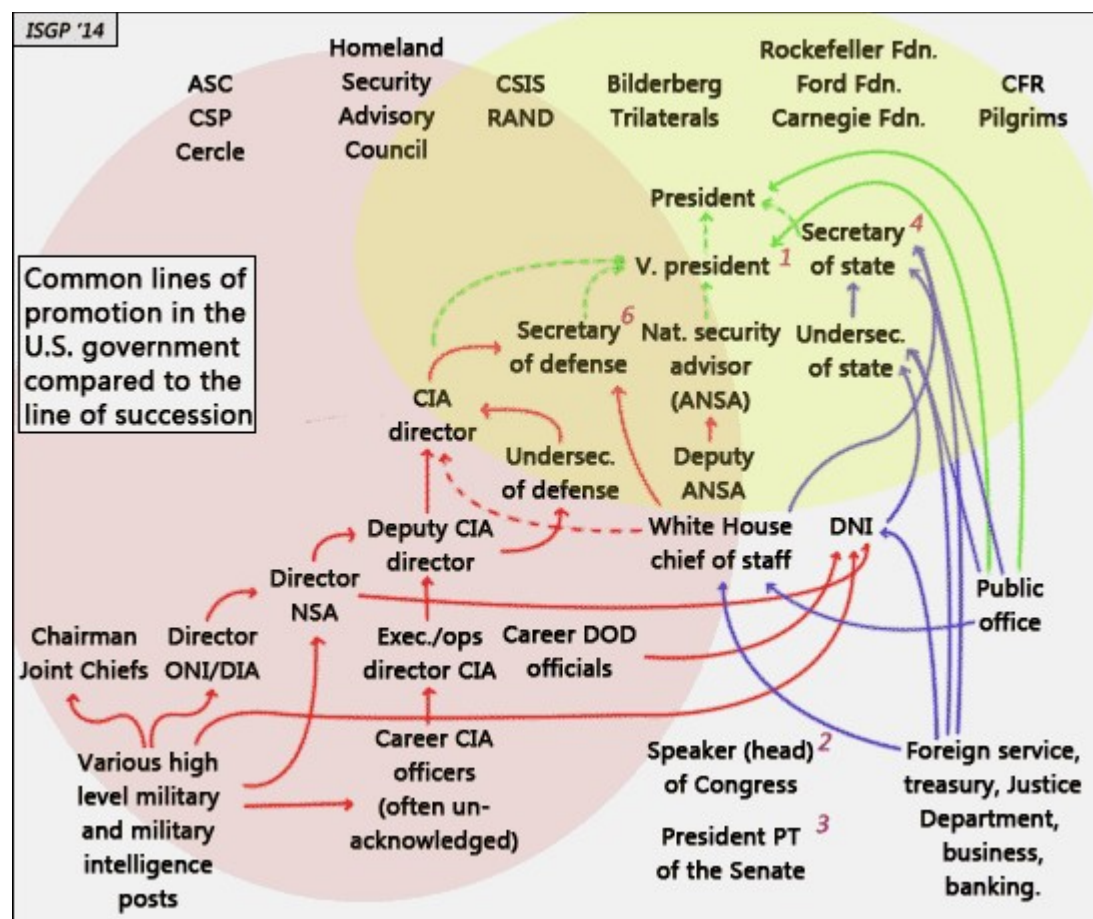 ISGP '14
ASC
CSP
Cercle
Homeland
Security
Advisory
Council
CSIS
RAND
Bilderberg
Trilaterals
Rockefeller Fdn.
Ford Fdn.
Carnegie Fdn.
CFR
Pilgrims
Common lines of
promotion in the
U.S. government
compared to the
line of succession
President
V. president 1
Secretary 4
of state
Secretary 6
of defense
Nat. security
advisor
(ANSA)
Undersec.
of state
CIA
director
Undersec.
of defense
Deputy
ANSA
Deputy CIA
director
White House
chief of staff
DNI
Director
NSA
Public
office
Chairman
Joint Chiefs
Director
ONI/DIA
Exec./ops
director CIA
Career DOD
officials
Various high
level military
and military
intelligence
posts
Career CIA
officers
(often un-
acknowledged)
Speaker (head) 2
of Congress
President PT 3
of the Senate
Foreign service,
treasury, Justice
Department,
business,
banking.